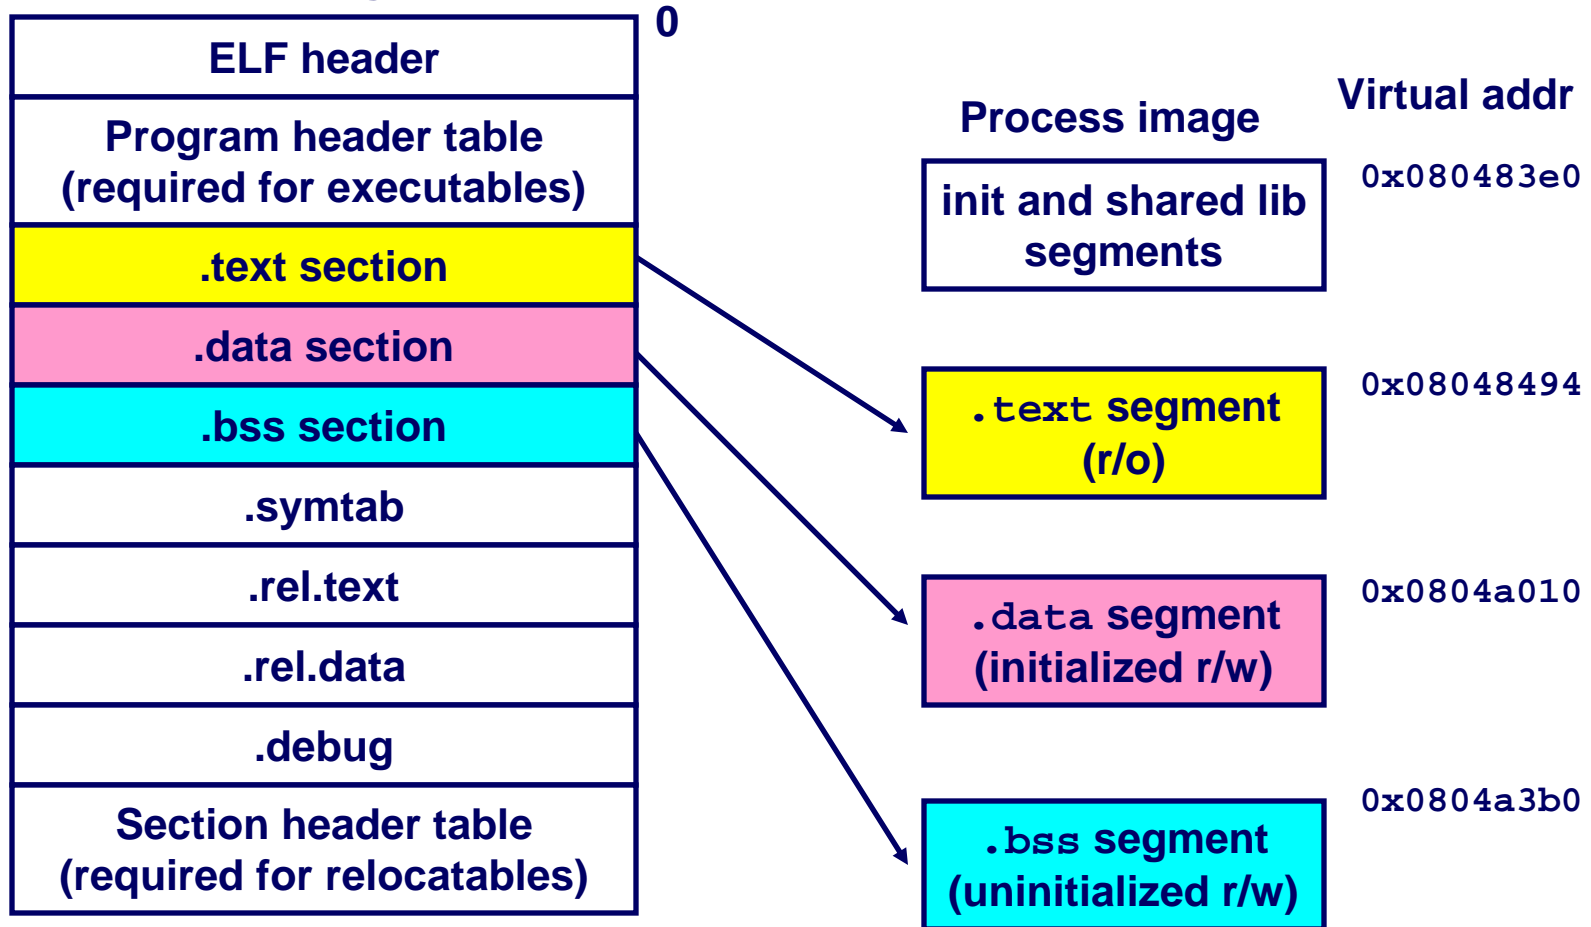 0
ELF header
Program header table
(required for executables)
.text section
.data section
.bss section
.symtab
.rel.text
.rel.data
.debug
Section header table
(required for relocatables)
Process image
Virtual addr
init and shared lib
segments
0x080483e0
.text segment
(r/o)
0x08048494
.data segment
(initialized r/w)
0x0804a010
.bss segment
(uninitialized r/w)
0x0804a3b0